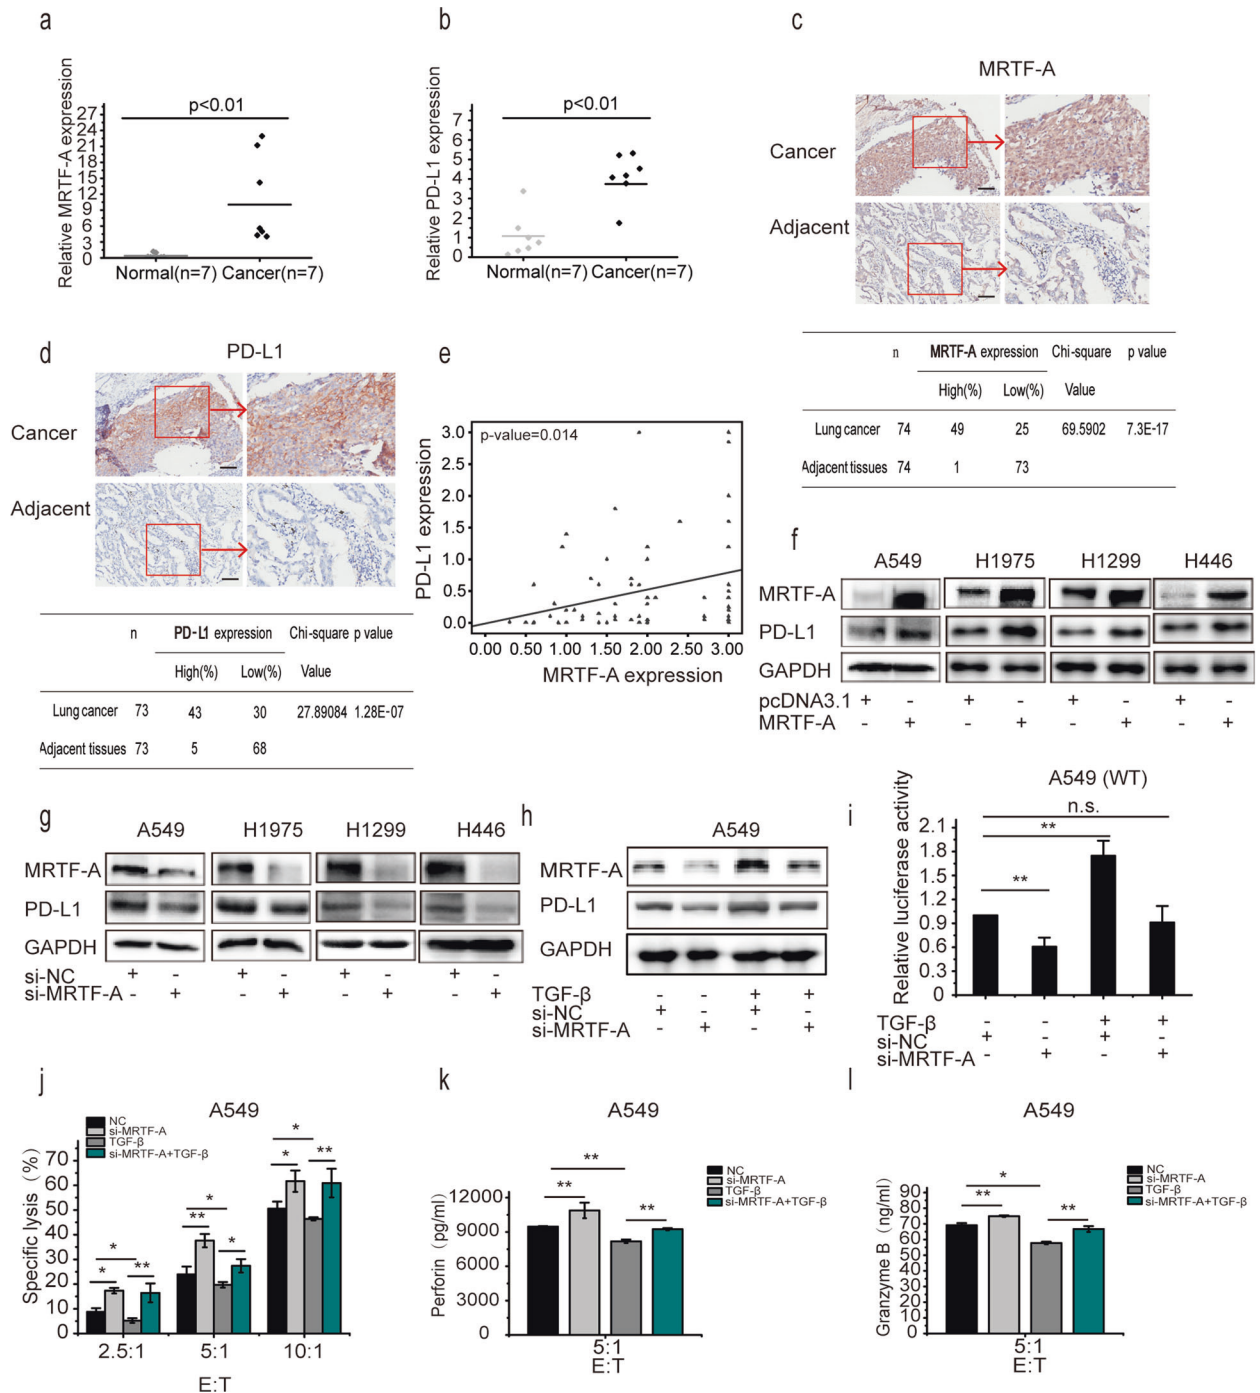 a
p<0.01
Relative MRTF-A expression
27
24
21
18
15
12
9
6
3
0
Normal(n=7) Cancer(n=7)
b
p<0.01
Relative PD-L1 expression
7
6
5
4
3
2
1
0
Normal(n=7) Cancer(n=7)
c
MRTF-A
Cancer
Adjacent
n MRTF-A expression Chi-square p value
High(%) Low(%) Value
Lung cancer 74 49 25 69.5902 7.3E-17
Adjacent tissues 74 1 73
d
PD-L1
Cancer
Adjacent
n PD-L1 expression Chi-square p value
High(%) Low(%) Value
Lung cancer 73 43 30 27.89084 1.28E-07
Adjacent tissues 73 5 68
e
p-value=0.014
PD-L1 expression
3.0
2.5
2.0
1.5
1.0
0.5
0.0
0.00 0.50 1.00 1.50 2.00 2.50 3.00
MRTF-A expression
f
A549 H1975 H1299 H446
MRTF-A
PD-L1
GAPDH
pcDNA3.1 + - + - + - + -
MRTF-A - + - + - + - +
g
A549 H1975 H1299 H446
MRTF-A
PD-L1
GAPDH
si-NC + - + - + - + -
si-MRTF-A - + - + - + - +
h
A549
MRTF-A
PD-L1
GAPDH
TGF-β - - + +
si-NC + - + -
si-MRTF-A - + - +
i
A549 (WT)
n.s.
**
**
Relative luciferase activity
2.1
1.8
1.5
1.2
0.9
0.6
0.3
0
TGF-β - - + +
si-NC + - + -
si-MRTF-A - + - +
j
A549
NC
si-MRTF-A
TGF-β
si-MRTF-A+TGF-β
Specific lysis (%)
70
60
50
40
30
20
10
0
* * **
* ** *
* * **
2.5:1 5:1 10:1
E:T
k
A549
NC
si-MRTF-A
TGF-β
si-MRTF-A+TGF-β
Perforin (pg/ml)
12000
9000
6000
3000
0
**
** **
5:1
E:T
l
A549
NC
si-MRTF-A
TGF-β
si-MRTF-A+TGF-β
Granzyme B (ng/ml)
90
80
70
60
50
40
30
20
10
0
*
** **
5:1
E:T